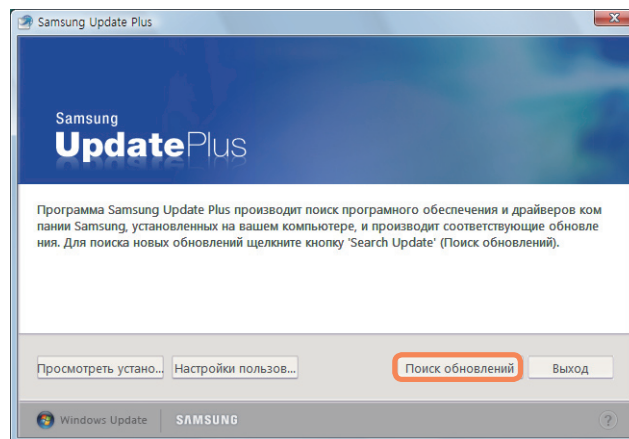 Samsung Update Plus
Samsung
UpdatePlus
Программа Samsung Update Plus производит поиск програмного обеспечения и драйверов ком
пании Samsung, установленных на вашем компьютере, и производит соответствующие обновле
ния. Для поиска новых обновлений щелкните кнопку 'Search Update' (Поиск обновлений).
Просмотреть устано... Настройки пользов... Поиск обновлений Выход
Windows Update SAMSUNG ?